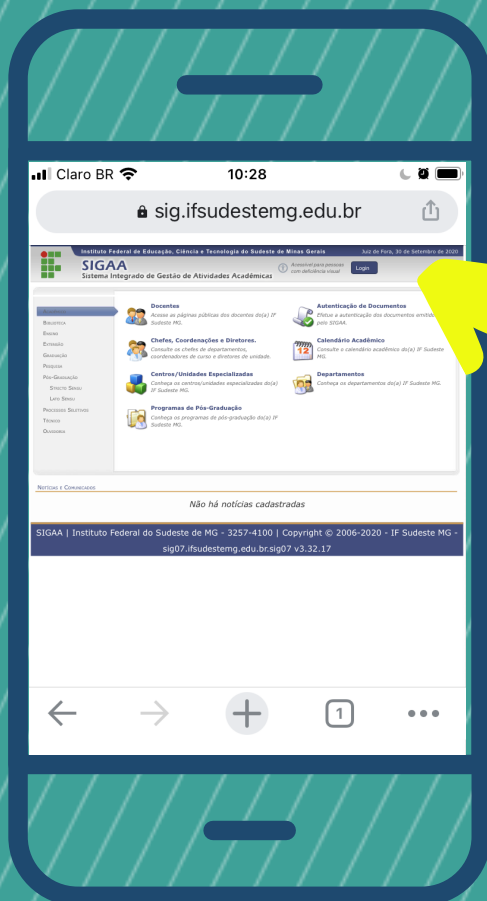 Claro BR
10:28
sig.ifsudestemg.edu.br
Instituto Federal de Educação, Ciência e Tecnologia do Sudeste de Minas Gerais
Juiz de Fora, 30 de Setembro de 2020
SIGAA
Sistema Integrado de Gestão de Atividades Acadêmicas
Acessível para pessoas
com deficiência visual
Login
Biblioteca
Ensino
Extensão
Graduação
Pesquisa
Pós-Graduação
Stricto Sensu
Lato Sensu
Processos Seletivos
Técnico
Ouvidoria
Docentes
Acesse as páginas públicas dos docentes do(a) IF
Sudeste MG.
Autenticação de Documentos
Efetue a autenticação dos documentos
pelo SIGAA.
Chefes, Coordenações e Diretores.
Consulte os chefes de departamentos,
coordenadores de curso e diretores de unidade.
Calendário Acadêmico
Consulte o calendário acadêmico do(a) IF Sudeste
MG.
12
Centros/Unidades Especializadas
Conheça os centros/unidades especializadas do(a)
IF Sudeste MG.
Departamentos
Conheça os departamentos do(a) IF Sudeste MG.
Programas de Pós-Graduação
Conheça os programas de pós-graduação do(a) IF
Sudeste MG.
Notícias e Comunicados
Não há notícias cadastradas
SIGAA | Instituto Federal do Sudeste de MG - 3257-4100 | Copyright © 2006-2020 - IF Sudeste MG -
sig07.ifsudestemg.edu.br.sig07 v3.32.17
1